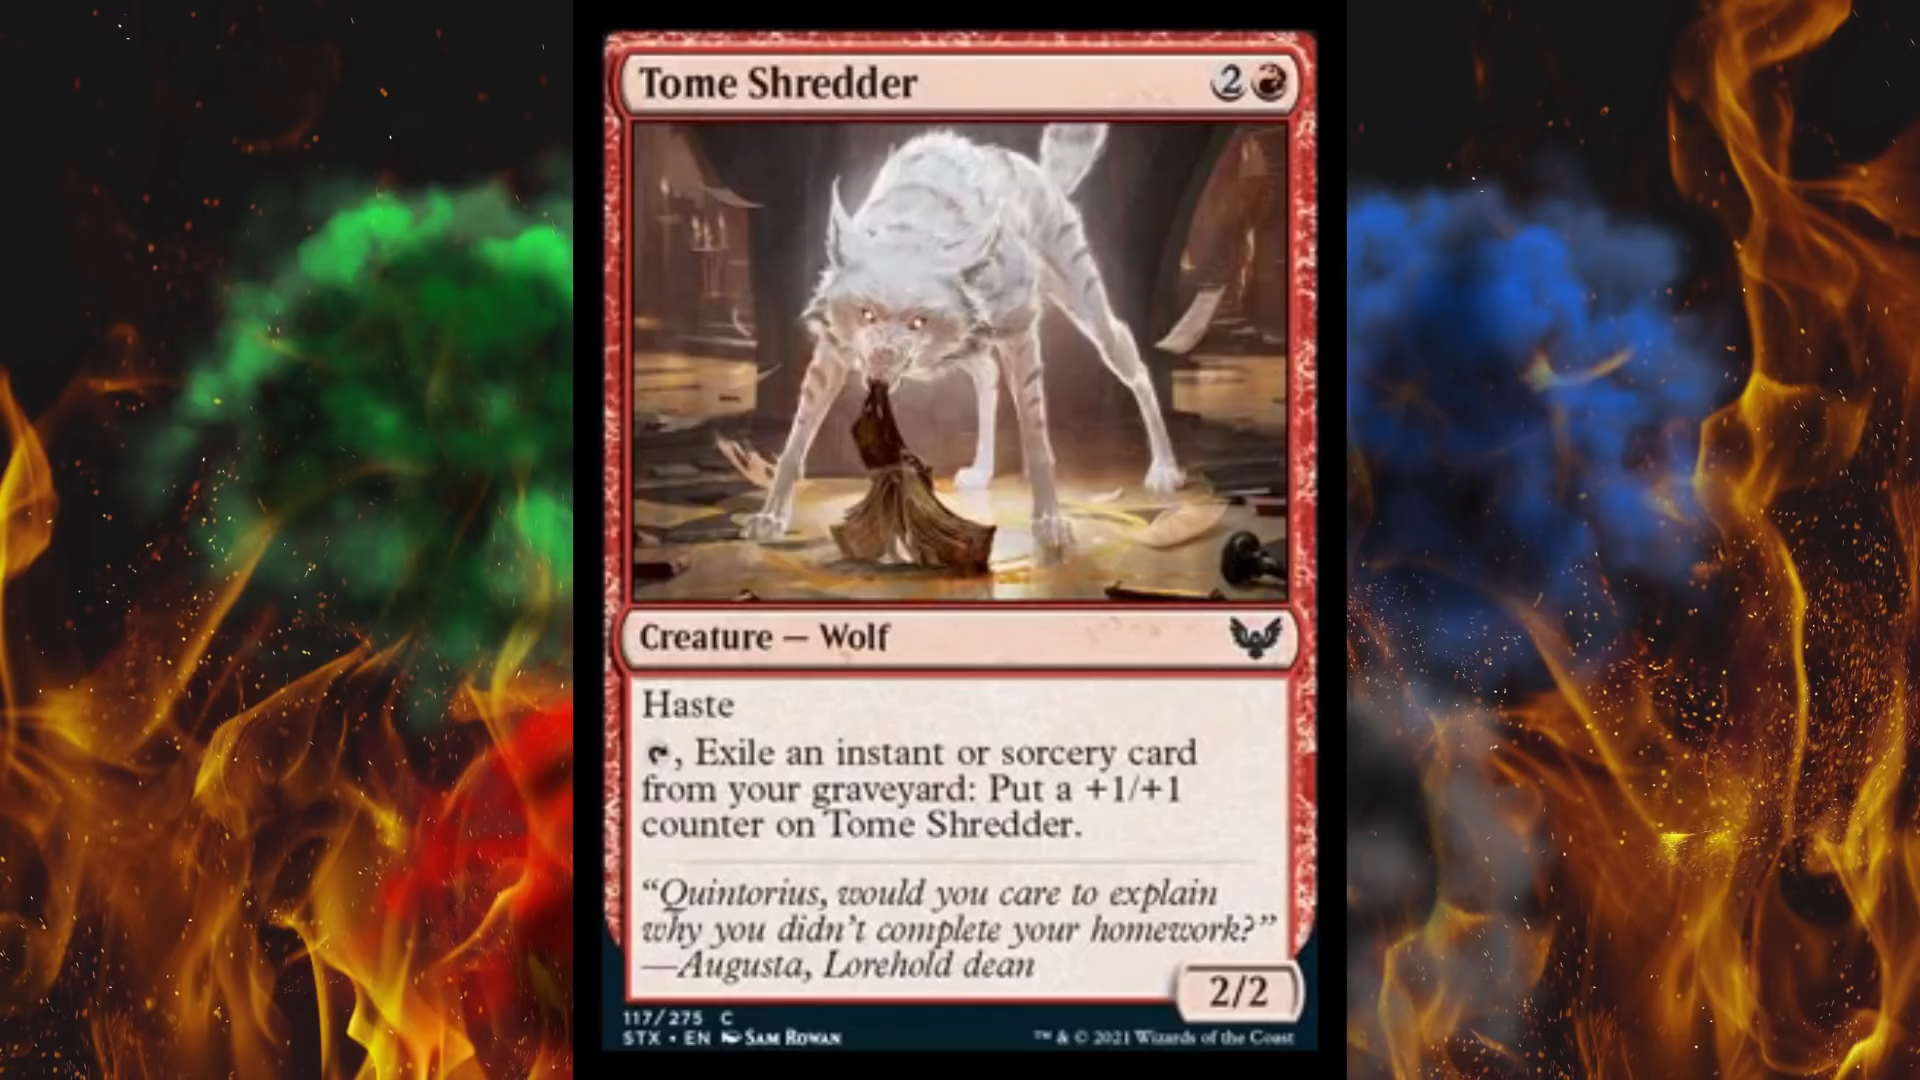 Tome Shredder 2
Creature — Wolf
Haste
, Exile an instant or sorcery card
from your graveyard: Put a +1/+1
counter on Tome Shredder.
“Quintorius, would you care to explain
why you didn’t complete your homework?”
—Augusta, Lorehold dean
2/2
117/275 C
STX • EN Sam Rowan
™ & © 2021 Wizards of the Coast